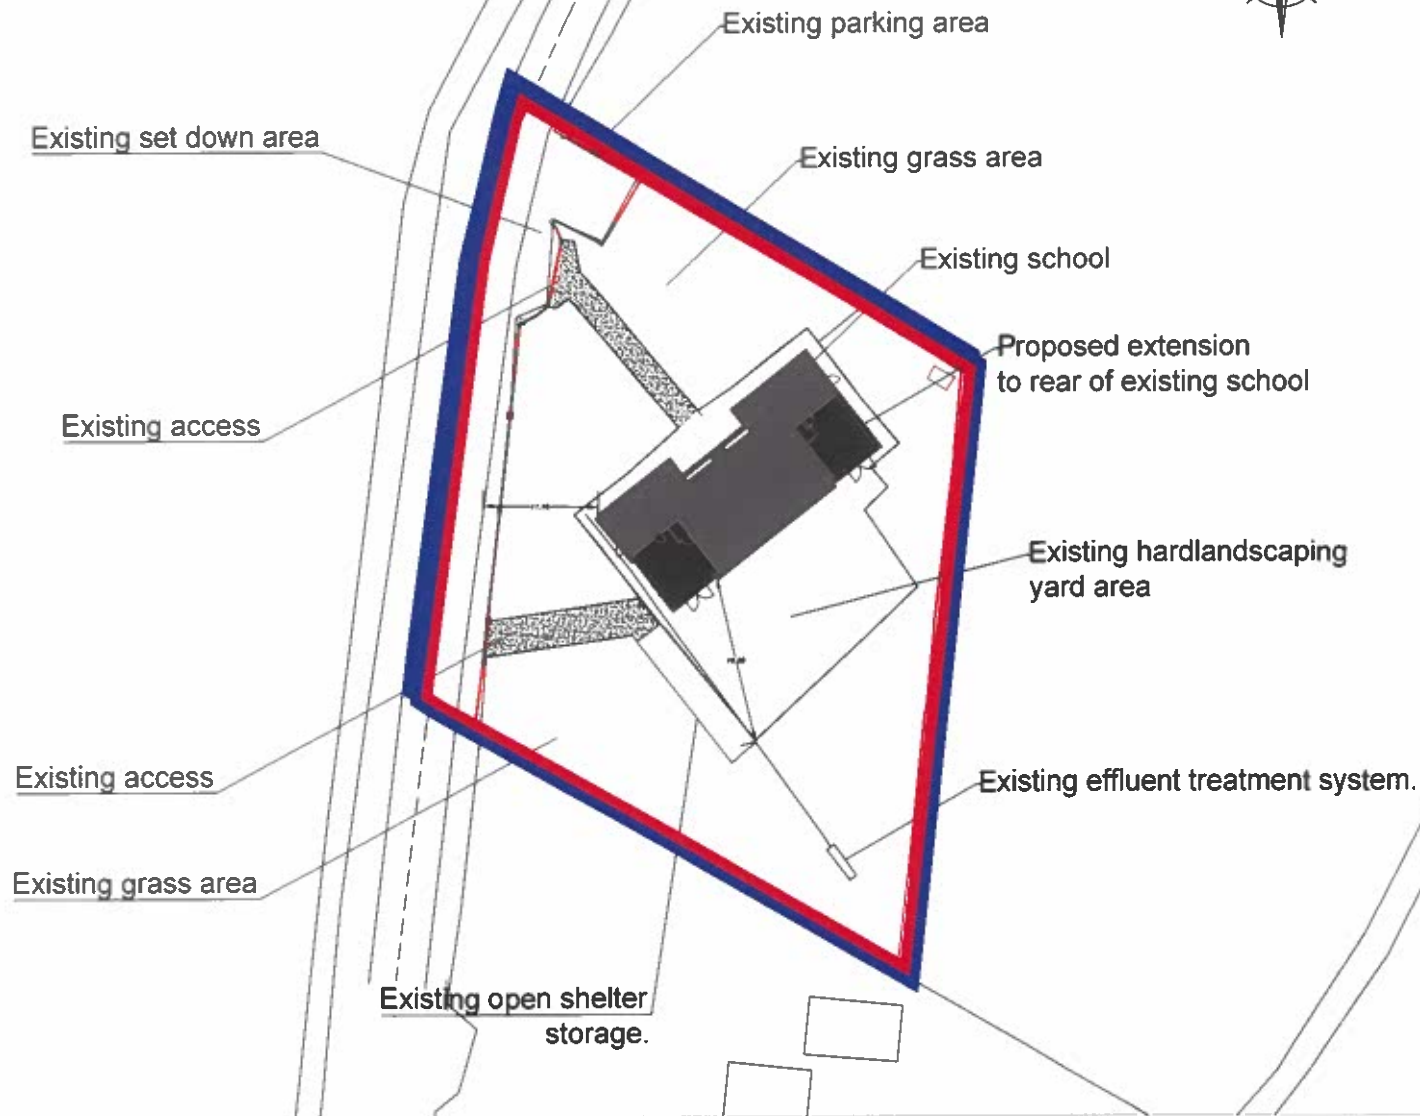 Existing parking area
Existing set down area
Existing grass area
Existing school
Proposed extension
to rear of existing school
Existing access
Existing hardlandscaping
yard area
Existing access
Existing effluent treatment system.
Existing grass area
Existing open shelter
storage.